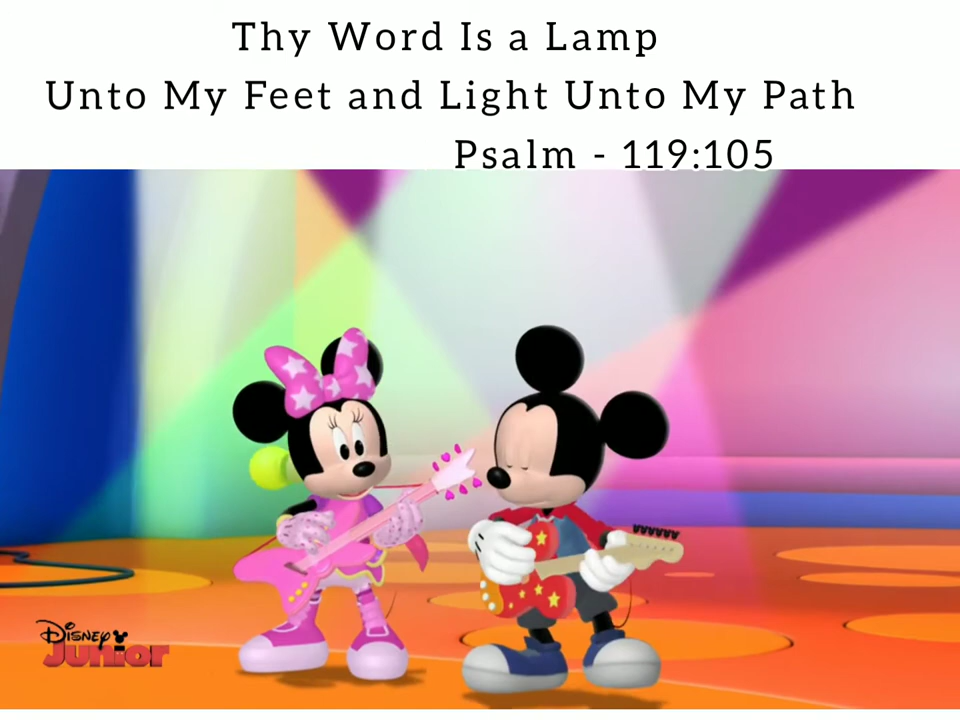 Thy Word Is a Lamp
Unto My Feet and Light Unto My Path
Psalm - 119:105
Disney
Junior